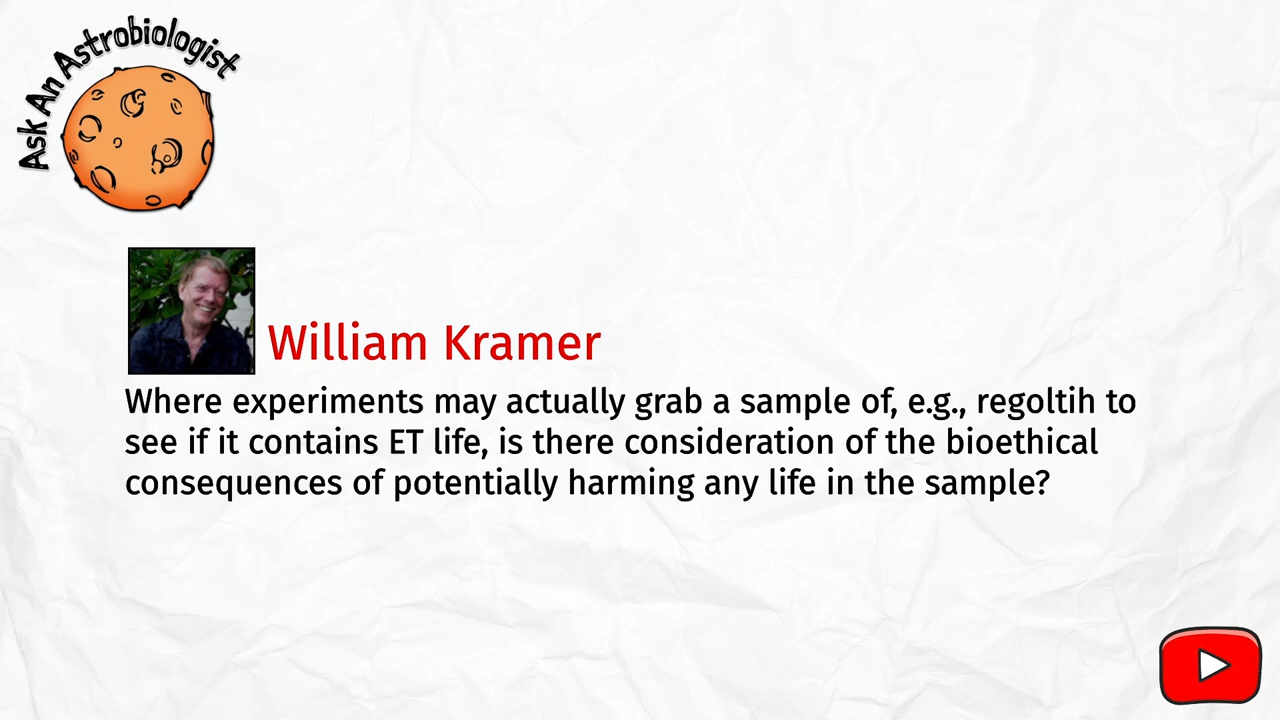 Ask An Astrobiologist
William Kramer
Where experiments may actually grab a sample of, e.g., regoltih to
see if it contains ET life, is there consideration of the bioethical
consequences of potentially harming any life in the sample?